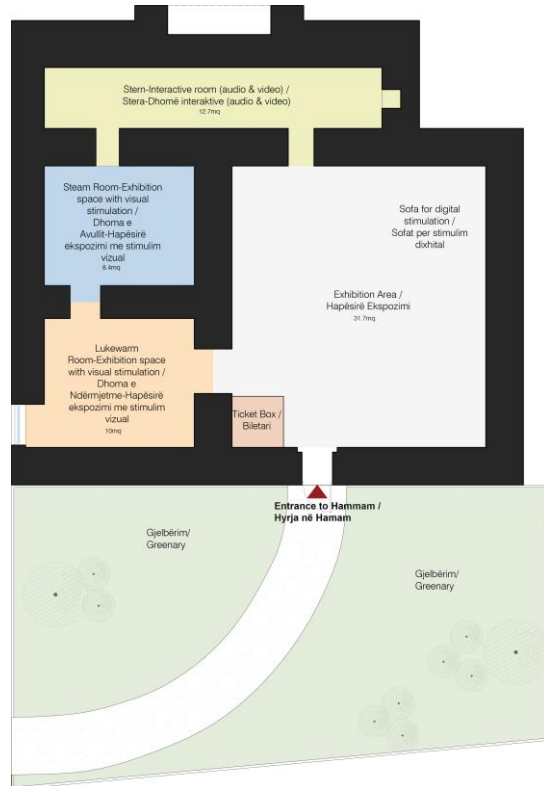 Stern-Interactive room (audio & video) /
Stera-Dhomë interaktive (audio & video)
12.7mq
Steam Room-Exhibition
space with visual
stimulation /
Dhoma e
Avullit-Hapësirë
ekspozimi me stimulim
vizual
8.4mq
Sofa for digital
stimulation /
Sofat per stimulim
dixhital
Exhibition Area /
Hapësirë Ekspozimi
31.7mq
Lukewarm
Room-Exhibition space
with visual stimulation /
Dhoma e
Ndërmjetme-Hapësirë
ekspozimi me stimulim
vizual
10mq
Ticket Box /
Biletari
Entrance to Hammam /
Hyrja në Hamam
Gjelbërim/
Greenary
Gjelbërim/
Greenary